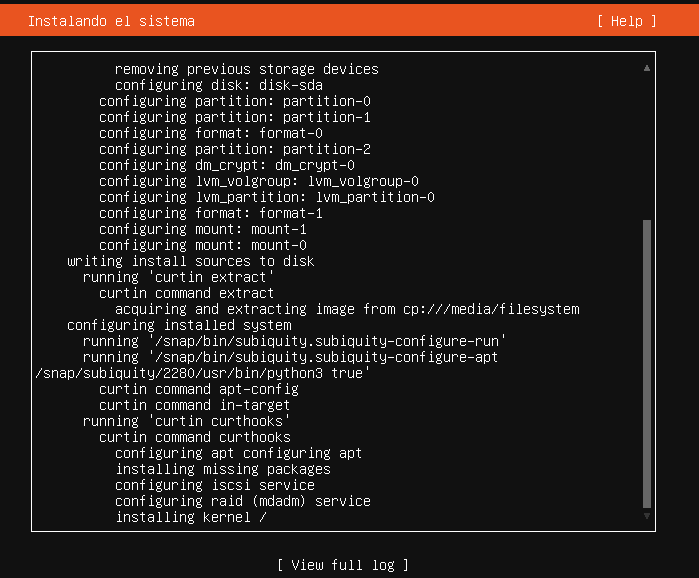 Instalando el sistema [ Help ]
removing previous storage devices
configuring disk: disk-sda
configuring partition: partition-0
configuring partition: partition-1
configuring format: format-0
configuring partition: partition-2
configuring dm_crypt: dm_crypt-0
configuring lvm_volgroup: lvm_volgroup-0
configuring lvm_partition: lvm_partition-0
configuring format: format-1
configuring mount: mount-1
configuring mount: mount-0
writing install sources to disk
running 'curtin extract'
curtin command extract
acquiring and extracting image from cp:///media/filesystem
configuring installed system
running '/snap/bin/subiquity.subiquity-configure-run'
running '/snap/bin/subiquity.subiquity-configure-apt
/snap/subiquity/2280/usr/bin/python3 true'
curtin command apt-config
curtin command in-target
running 'curtin curthooks'
curtin command curthooks
configuring apt configuring apt
installing missing packages
configuring iscsi service
configuring raid (mdadm) service
installing kernel /
[ View full log ]